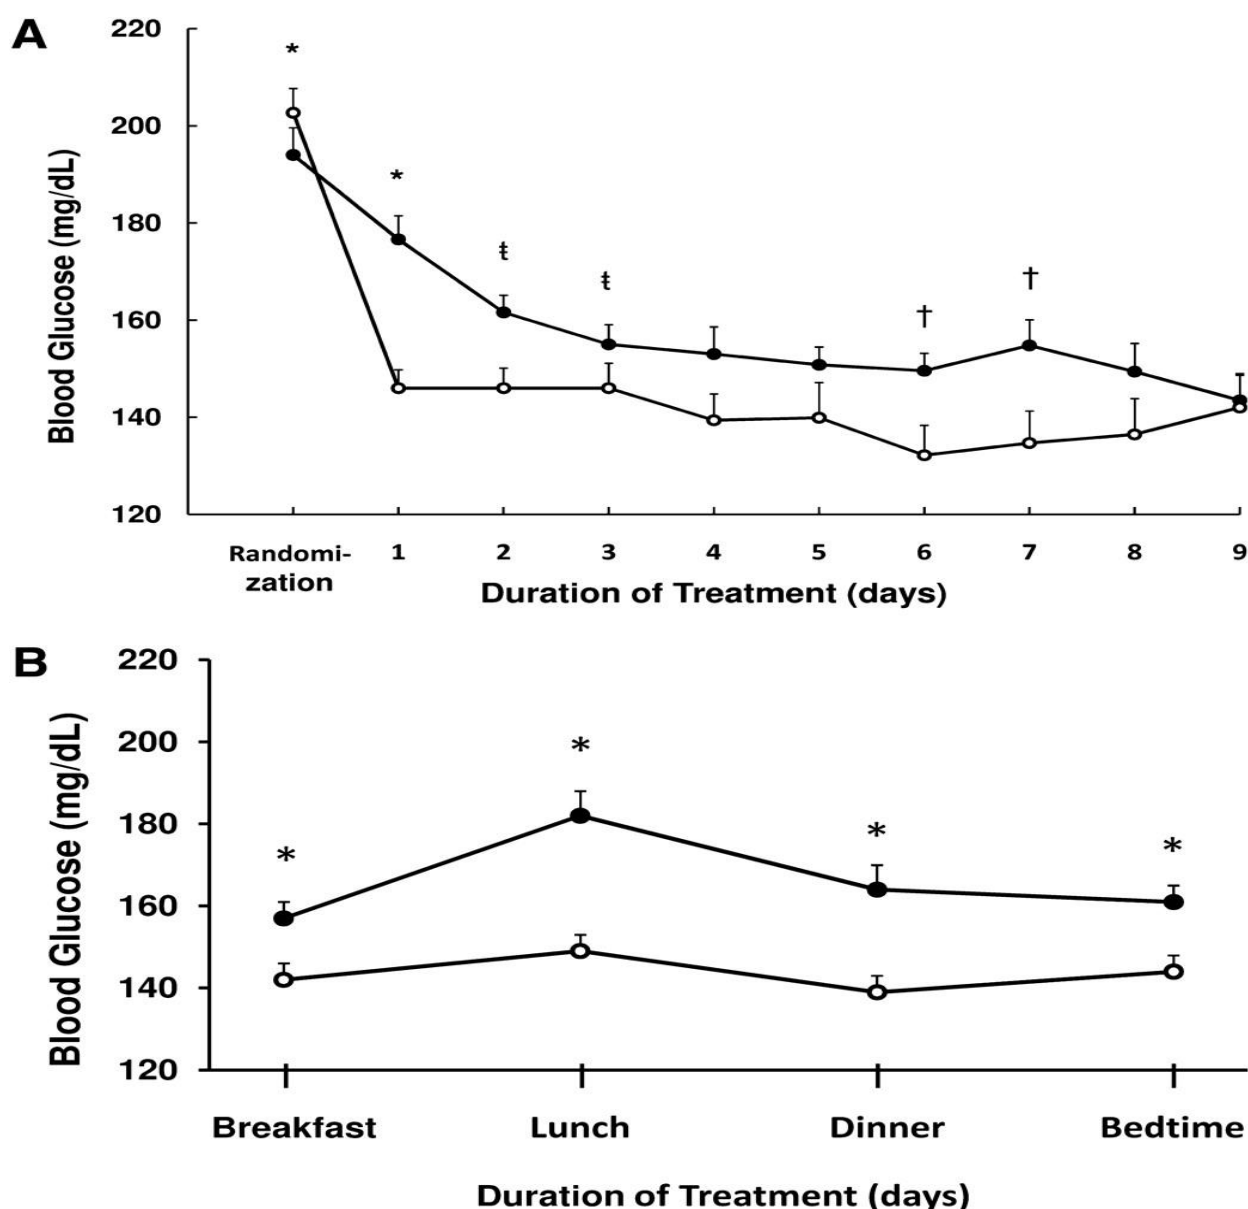 A
220
200
180
160
140
120
Blood Glucose (mg/dL)
*
*
ŧ
ŧ
†
†
Randomi-
zation
1
2
3
4
5
6
7
8
9
Duration of Treatment (days)
B
220
200
180
160
140
120
Blood Glucose (mg/dL)
*
*
*
*
Breakfast
Lunch
Dinner
Bedtime
Duration of Treatment (days)